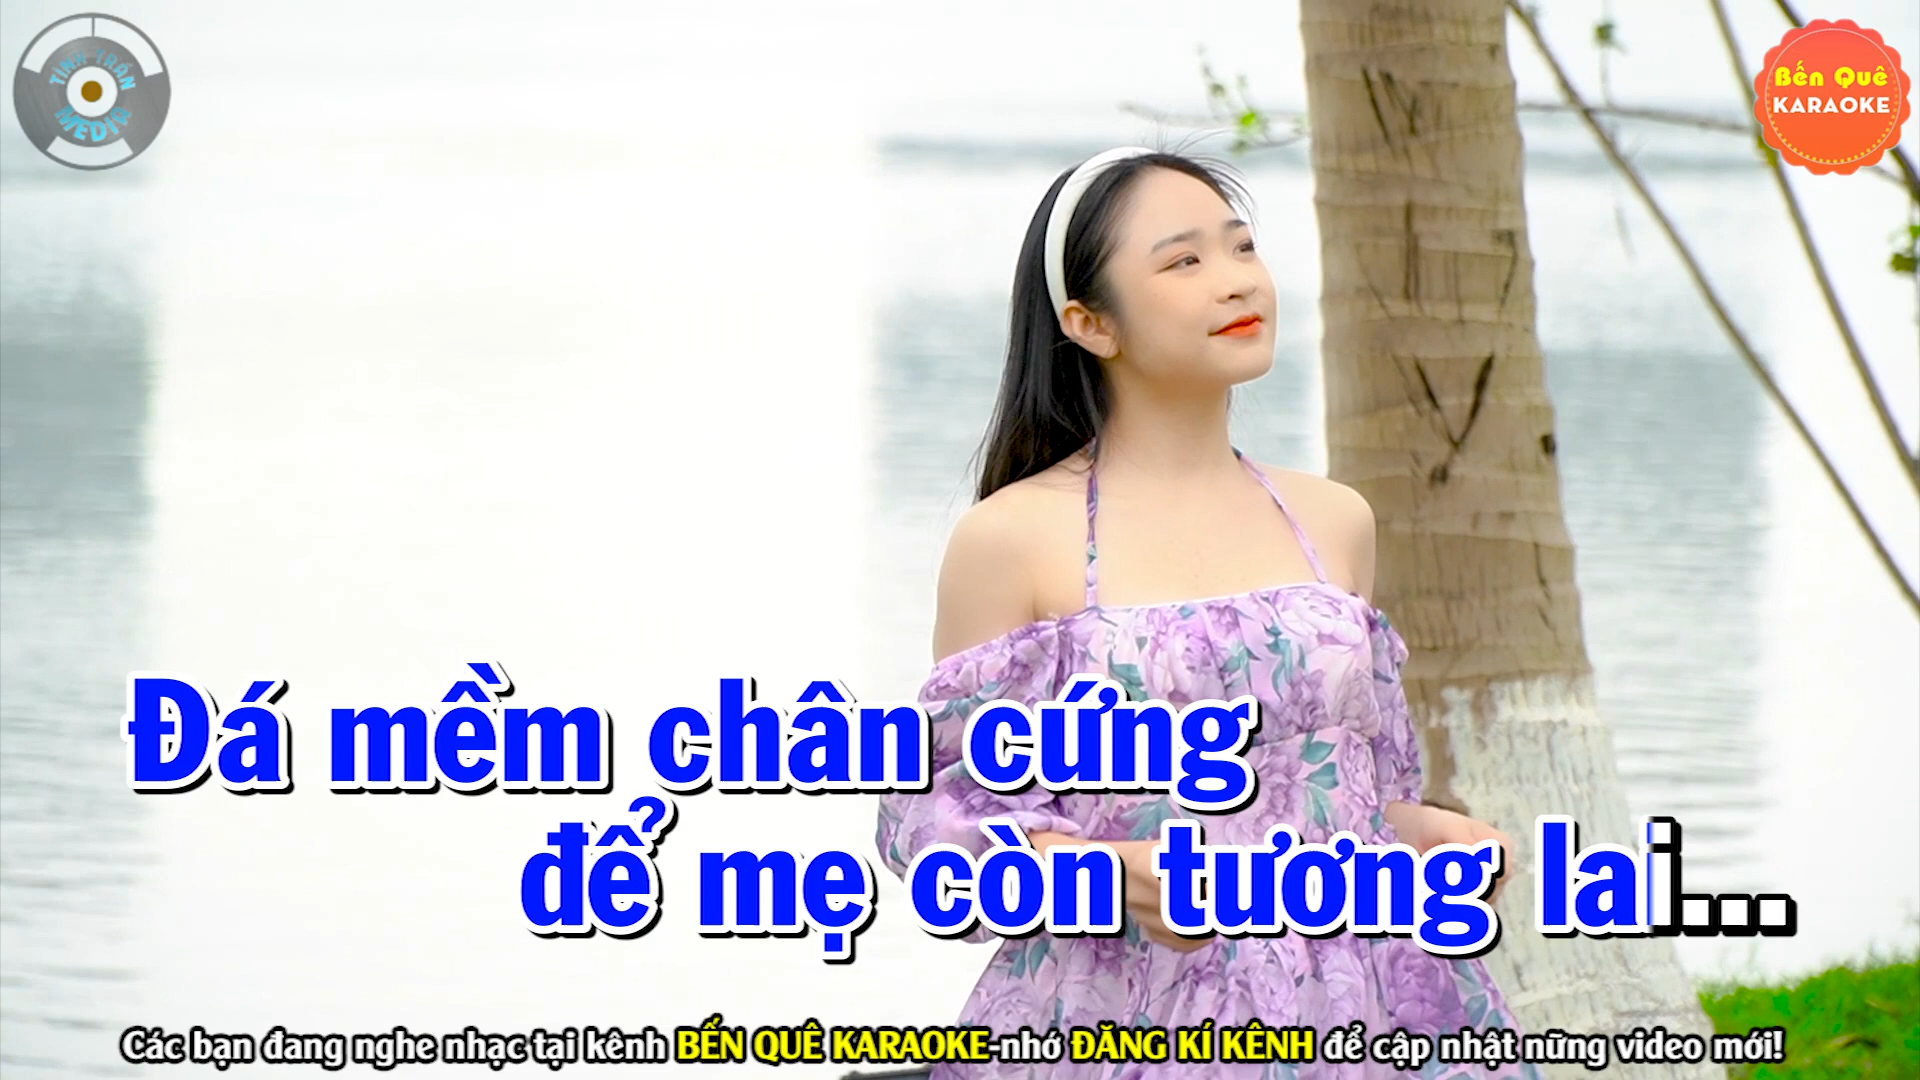 TÌNH TRẦN
MEDIA
Bến Quê
KARAOKE
Đá mềm chân cứng
để mẹ còn tương lai...
Các bạn đang nghe nhạc tại kênh BẾN QUÊ KARAOKE-nhớ ĐĂNG KÍ KÊNH để cập nhật nững video mới!